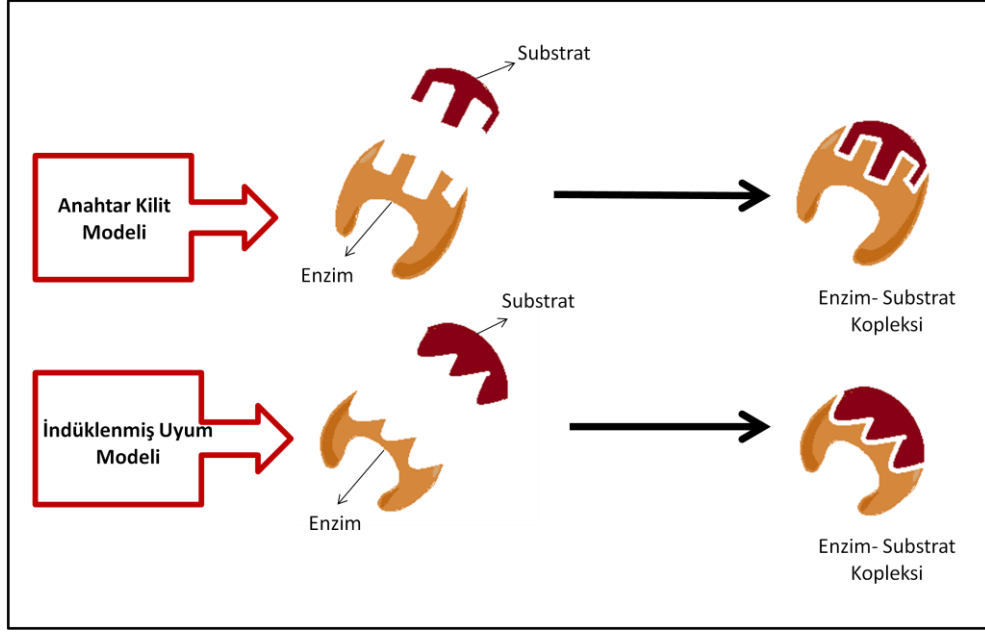 Substrat
Anahtar Kilit
Modeli
Enzim
Enzim- Substrat
Kopleksi
Substrat
İndüklenmiş Uyum
Modeli
Enzim
Enzim- Substrat
Kopleksi